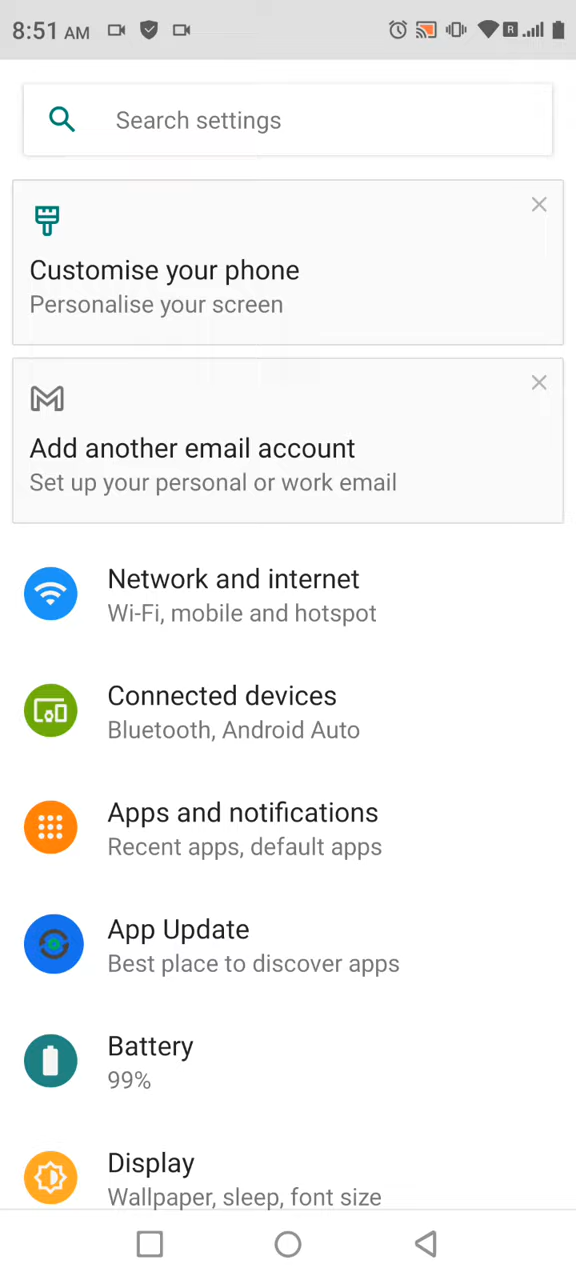 8:51 AM
R
Search settings
Customise your phone
Personalise your screen
Add another email account
Set up your personal or work email
Network and internet
Wi-Fi, mobile and hotspot
Connected devices
Bluetooth, Android Auto
Apps and notifications
Recent apps, default apps
App Update
Best place to discover apps
Battery
99%
Display
Wallpaper, sleep, font size